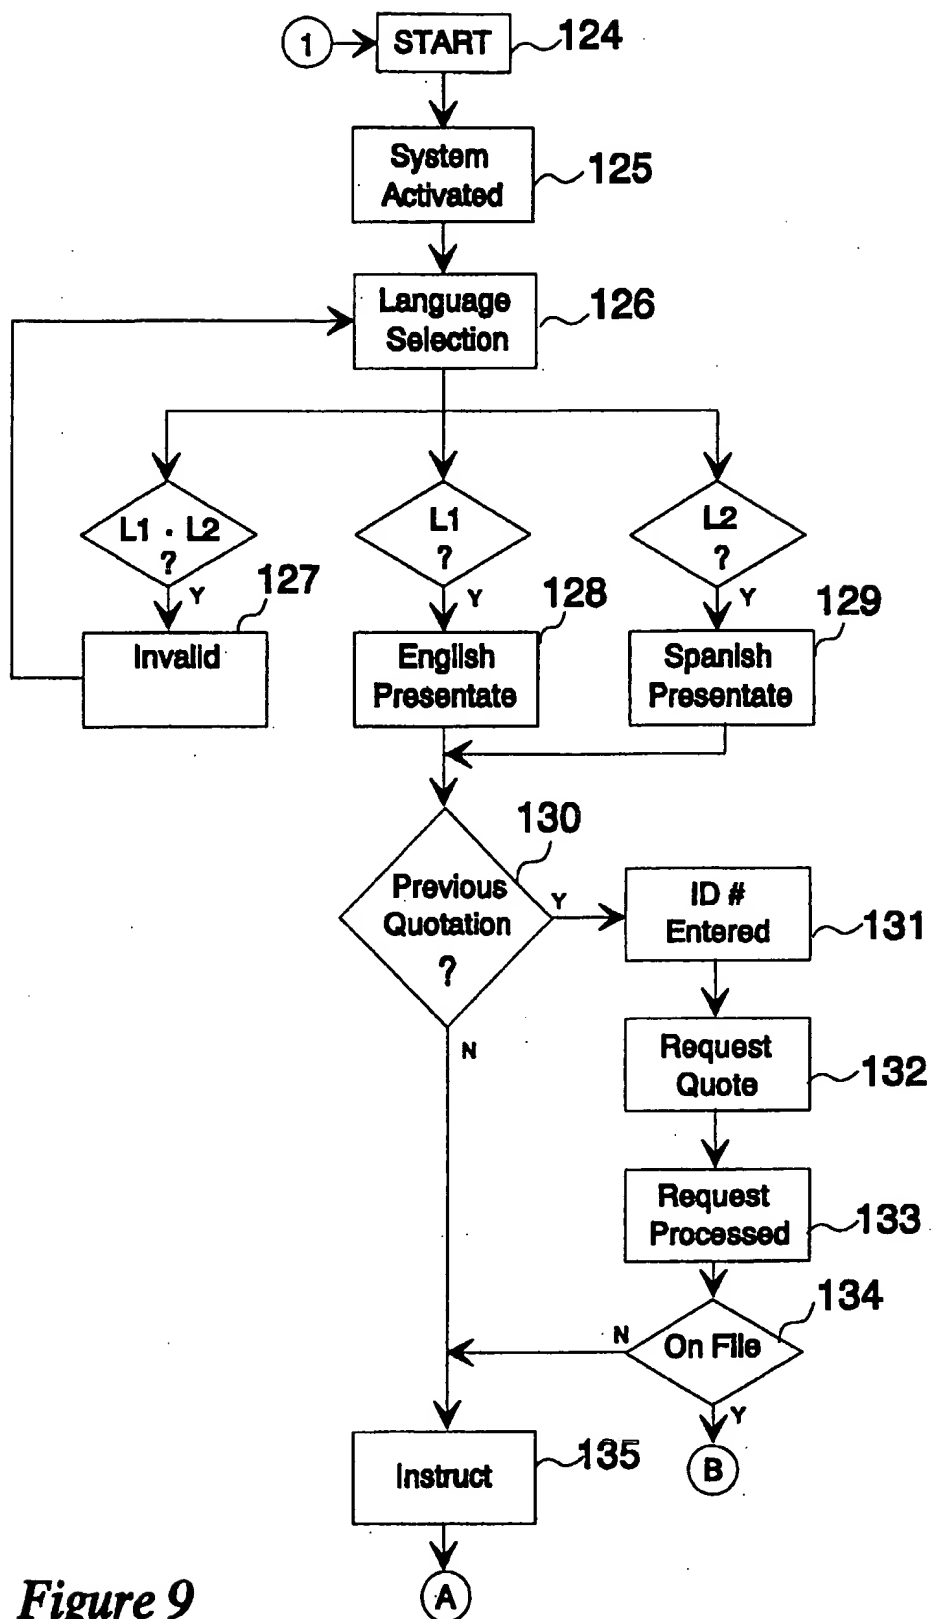 1
START
124
System
Activated
125
Language
Selection
126
L1 · L2
?
Y
127
Invalid
L1
?
Y
128
English
Presentate
L2
?
Y
129
Spanish
Presentate
130
Previous
Quotation
?
Y
N
ID #
Entered
131
Request
Quote
132
Request
Processed
133
134
On File
N
Y
B
135
Instruct
A
Figure 9